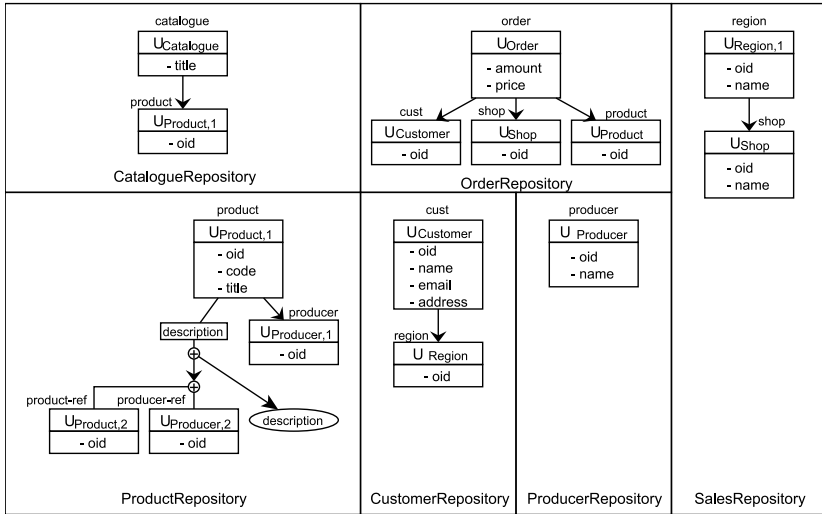 catalogue
UCatalogue
- title
product
UProduct,1
- oid
CatalogueRepository
order
UOrder
- amount
- price
cust
UCustomer
- oid
shop
UShop
- oid
product
UProduct
- oid
OrderRepository
region
URegion,1
- oid
- name
shop
UShop
- oid
- name
SalesRepository
product
UProduct,1
- oid
- code
- title
producer
UProducer,1
- oid
description
product-ref
UProduct,2
- oid
producer-ref
UProducer,2
- oid
description
ProductRepository
cust
UCustomer
- oid
- name
- email
- address
region
U Region
- oid
CustomerRepository
producer
U Producer
- oid
- name
ProducerRepository